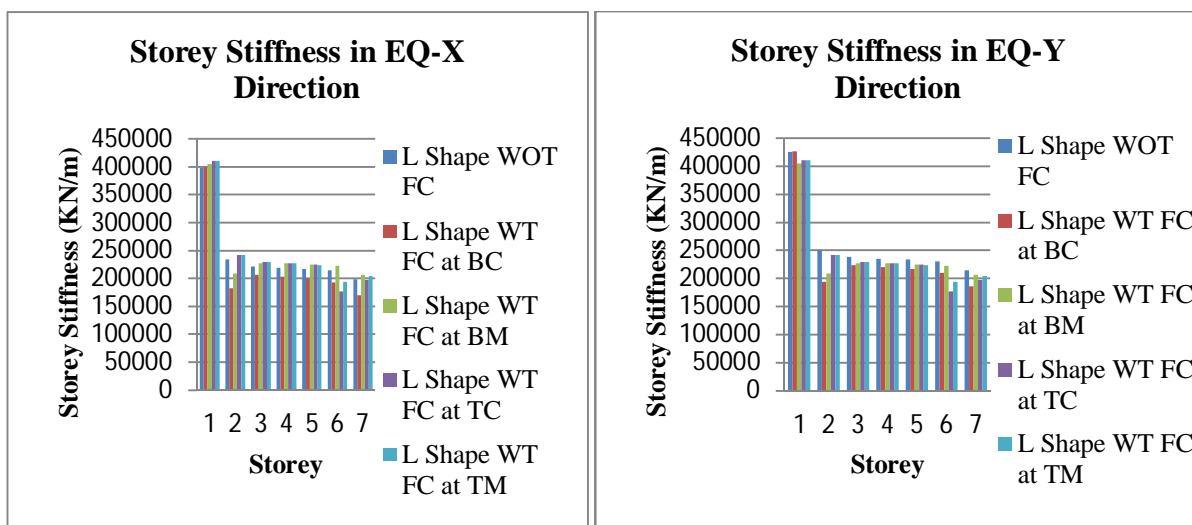 Storey Stiffness in EQ-X
Direction
Storey Stiffness (KN/m)
450000
400000
350000
300000
250000
200000
150000
100000
50000
0
1 2 3 4 5 6 7
Storey
L Shape WOT
FC
L Shape WT
FC at BC
L Shape WT
FC at BM
L Shape WT
FC at TC
L Shape WT
FC at TM
Storey Stiffness in EQ-Y
Direction
Storey Stiffness (KN/m)
450000
400000
350000
300000
250000
200000
150000
100000
50000
0
1 2 3 4 5 6 7
Storey
L Shape WOT
FC
L Shape WT FC
at BC
L Shape WT FC
at BM
L Shape WT FC
at TC
L Shape WT FC
at TM